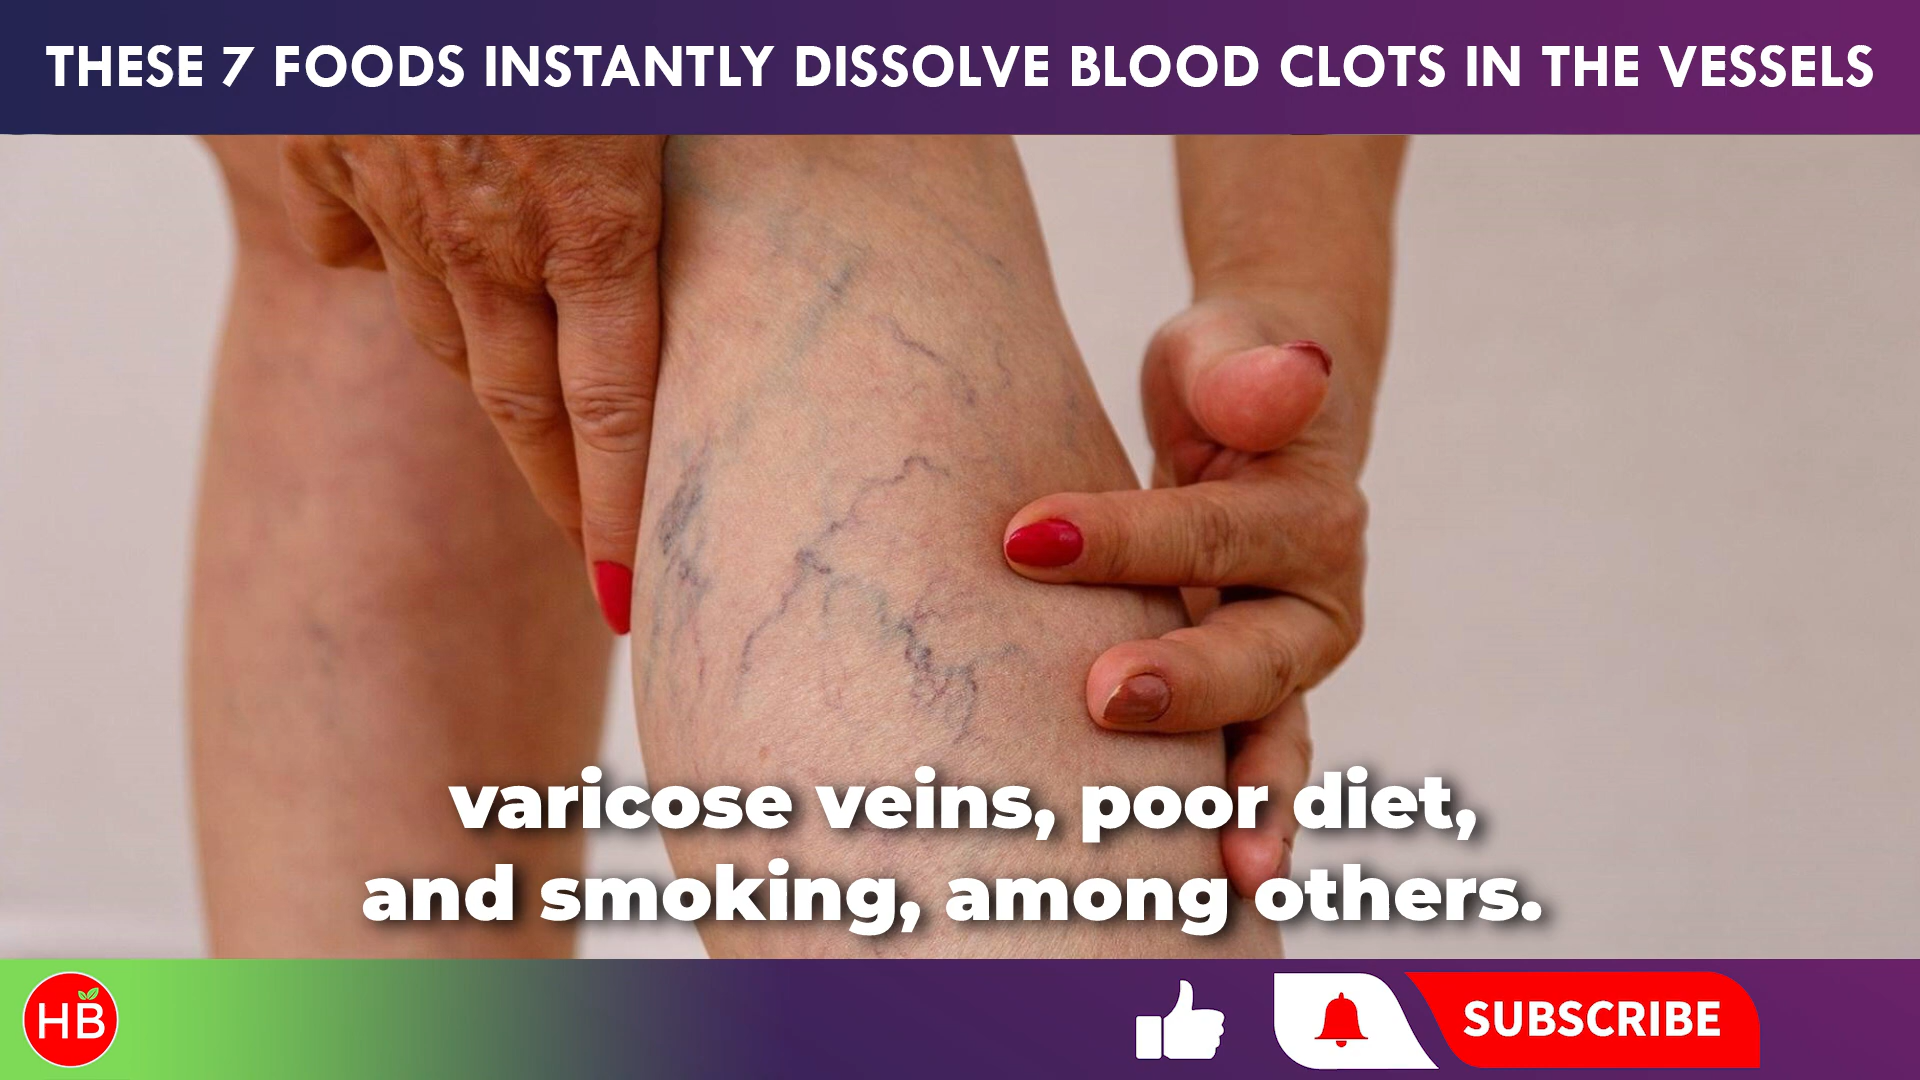 THESE 7 FOODS INSTANTLY DISSOLVE BLOOD CLOTS IN THE VESSELS
varicose veins, poor diet,
and smoking, among others.
HB
SUBSCRIBE